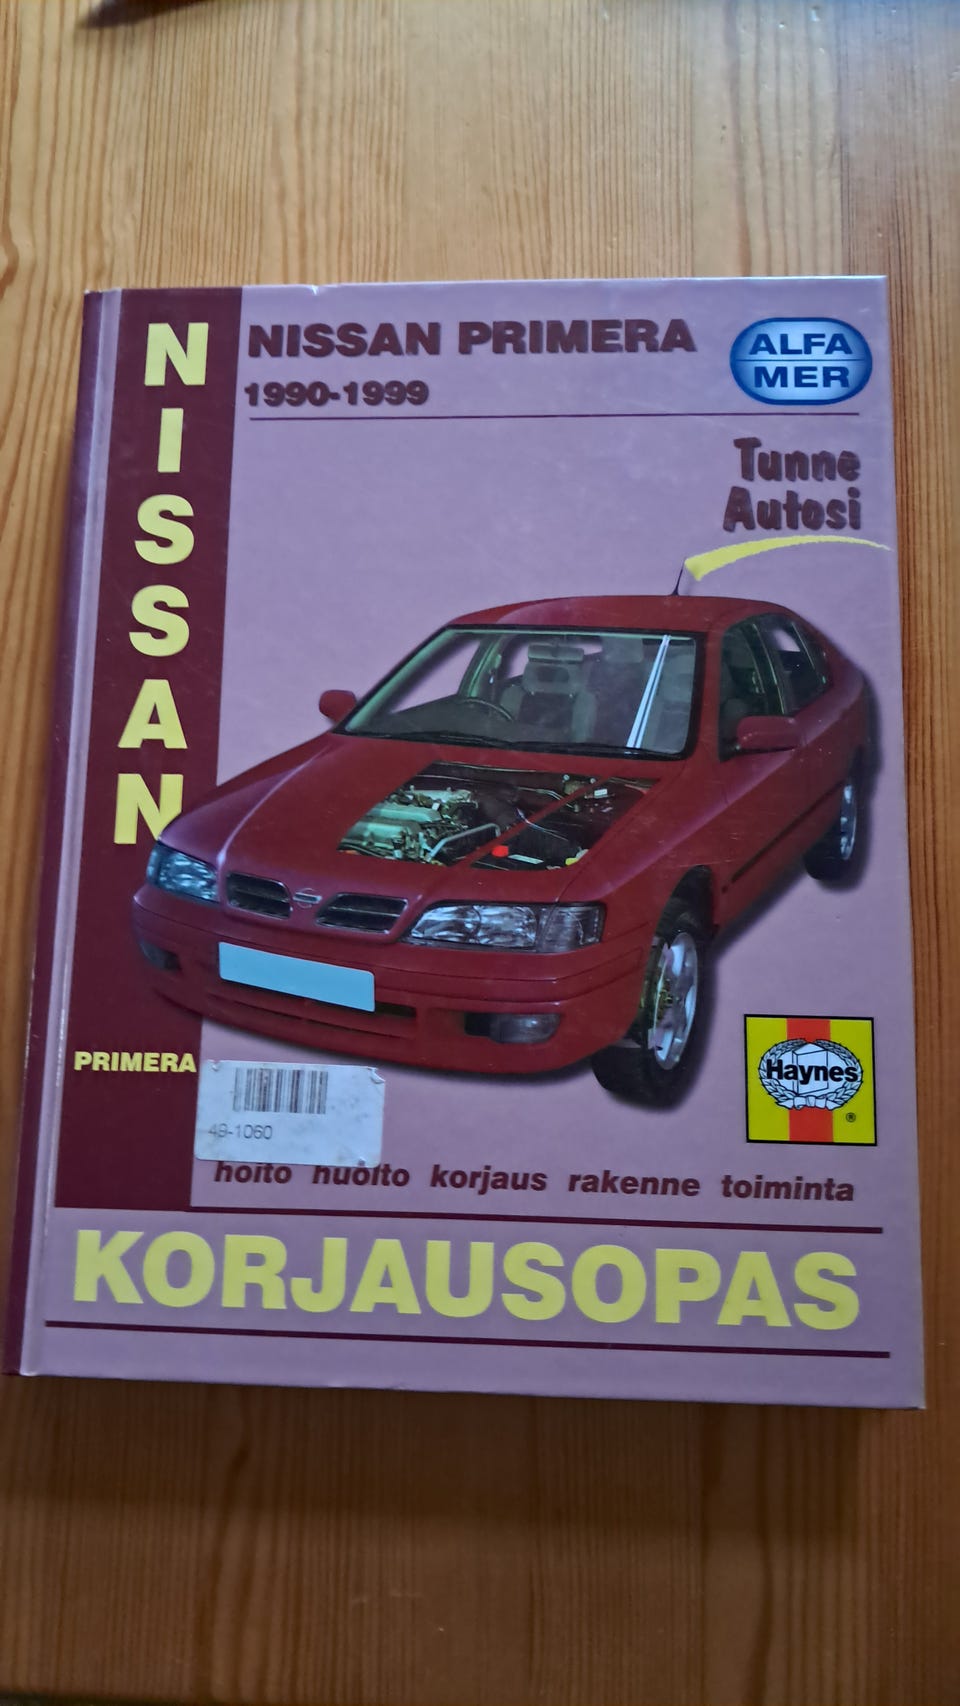 NISSAN
NISSAN PRIMERA
1990-1999
ALFA
MER
Tunne
Autosi
PRIMERA
Haynes
®
49-1060
hoito huolto korjaus rakenne toiminta
KORJAUSOPAS